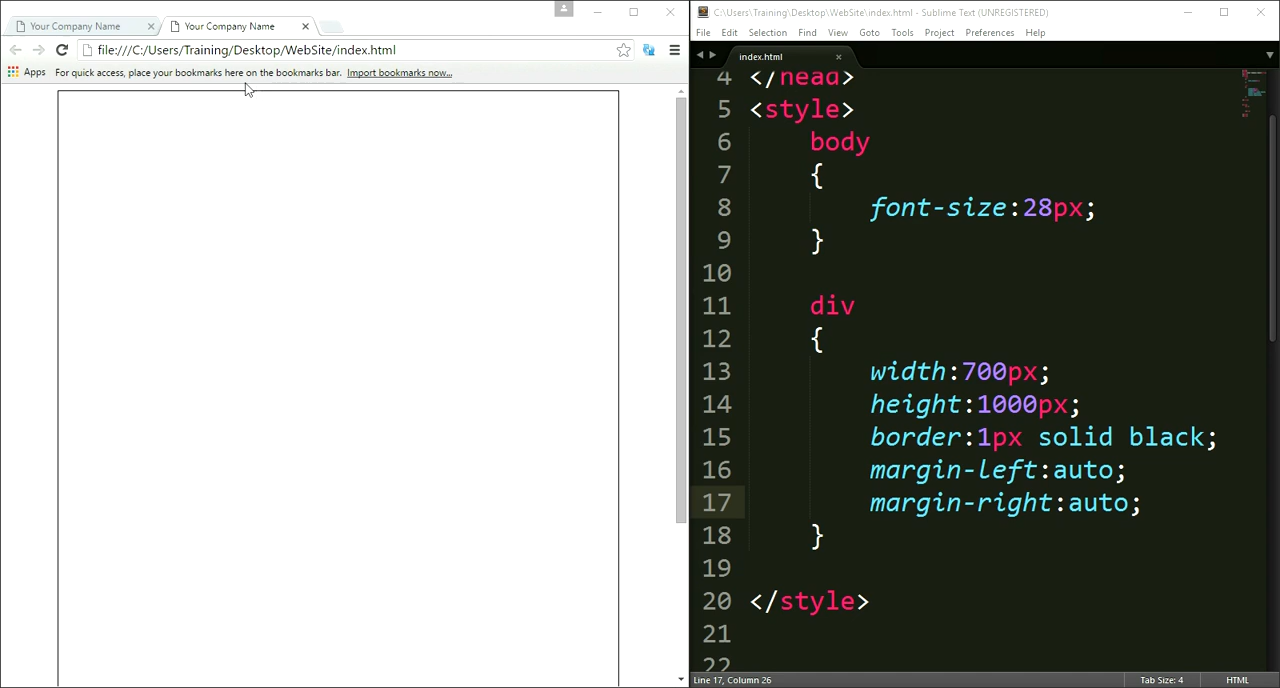 Your Company Name
Your Company Name
file:///C:/Users/Training/Desktop/WebSite/index.html
Apps For quick access, place your bookmarks here on the bookmarks bar. Import bookmarks now...
C:\Users\Training\Desktop\WebSite\index.html - Sublime Text (UNREGISTERED)
File Edit Selection Find View Goto Tools Project Preferences Help
index.html
4 </head>
5 <style>
6 body
7 {
8 font-size:28px;
9 }
10
11 div
12 {
13 width:700px;
14 height:1000px;
15 border:1px solid black;
16 margin-left:auto;
17 margin-right:auto;
18 }
19
20 </style>
21
22
Line 17, Column 26
Tab Size: 4
HTML